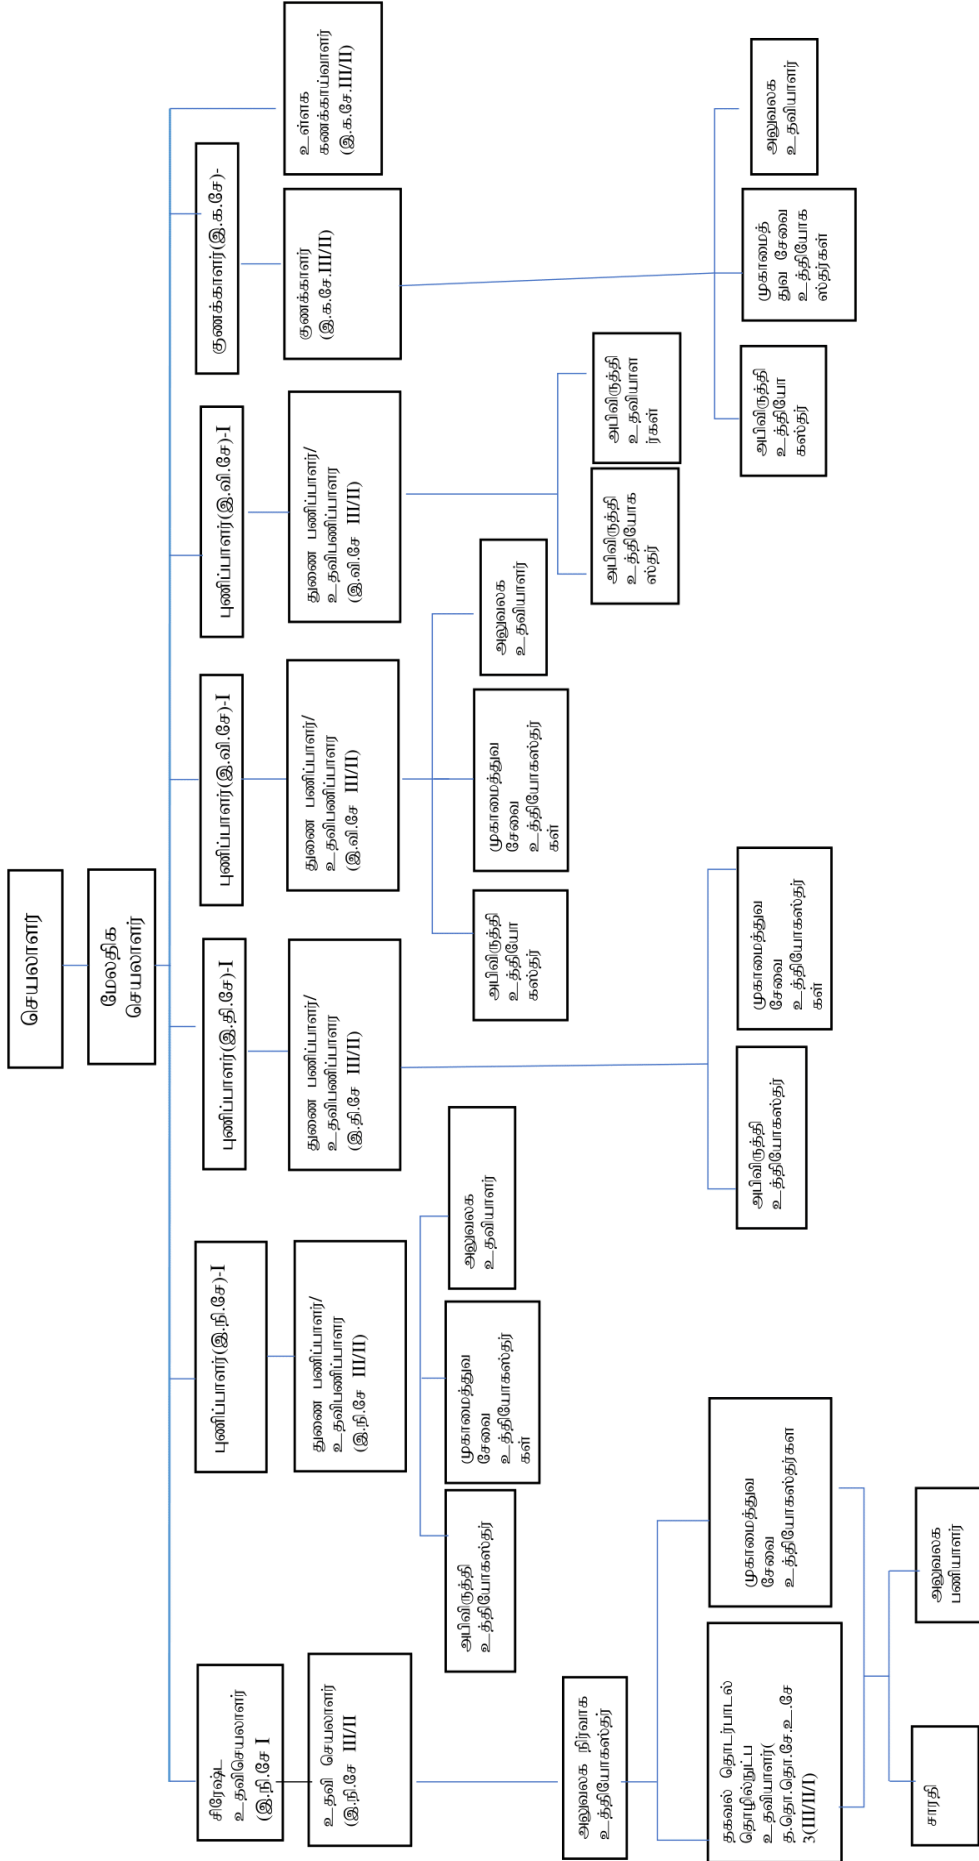 செயலாளர்
மேலதிக
செயலாளர்
சிரேஷ்ட
உதவிசெயலாளர்
(இ.நி.சே I
புணிப்பாளர்(இ.நி.சே)-I
புணிப்பாளர்(இ.தி.சே)-I
புணிப்பாளர்(இ.வி.சே)-I
புணிப்பாளர்(இ.வி.சே)-I
குணக்காளர்(இ.க.சே)-
உள்ளக
கணக்காய்வாளர்
(இ.க.சே.III/II)
உதவி செயலாளர்
(இ.நி.சே III/II
துணை பணிப்பாளர்/
உதவிபணிப்பாளர
(இ.நி.சே III/II)
துணை பணிப்பாளர்/
உதவிபணிப்பாளர
(இ.தி.சே III/II)
துணை பணிப்பாளர்/
உதவிபணிப்பாளர
(இ.வி.சே III/II)
துணை பணிப்பாளர்/
உதவிபணிப்பாளர
(இ.வி.சே III/II)
குணக்காளர்
(இ.க.சே.III/II)
அபிவிருத்தி
உத்தியோகஸ்தர்
முகாமைத்துவ
சேவை
உத்தியோகஸ்தர்
கள்
அலுவலக
உதவியாளர்
அபிவிருத்தி
உத்தியோ
கஸ்தர்
முகாமைத்துவ
சேவை
உத்தியோகஸ்தர்
கள்
அலுவலக
உதவியாளர்
அபிவிருத்தி
உத்தியோக
ஸ்தர்
அபிவிருத்தி
உதவியாள
ர்கள்
அலுவலக நிர்வாக
உத்தியோகஸ்தர்
தகவல் தொடர்பாடல்
தொழில்நுட்ப
உதவியாளர்(
த.தொ.தொ.சே.உ.சே
3(III/II/I)
முகாமைத்துவ
சேவை
உத்தியோகஸ்தர்கள
அபிவிருத்தி
உத்தியோகஸ்தர்
முகாமைத்துவ
சேவை
உத்தியோகஸ்தர்
கள்
அபிவிருத்தி
உத்தியோ
கஸ்தர்
முகாமைத்
துவ சேவை
உத்தியோக
ஸ்தர்கள்
அலுவலக
உதவியாளர்
சாரதி
அலுவலக
பணியாளர்